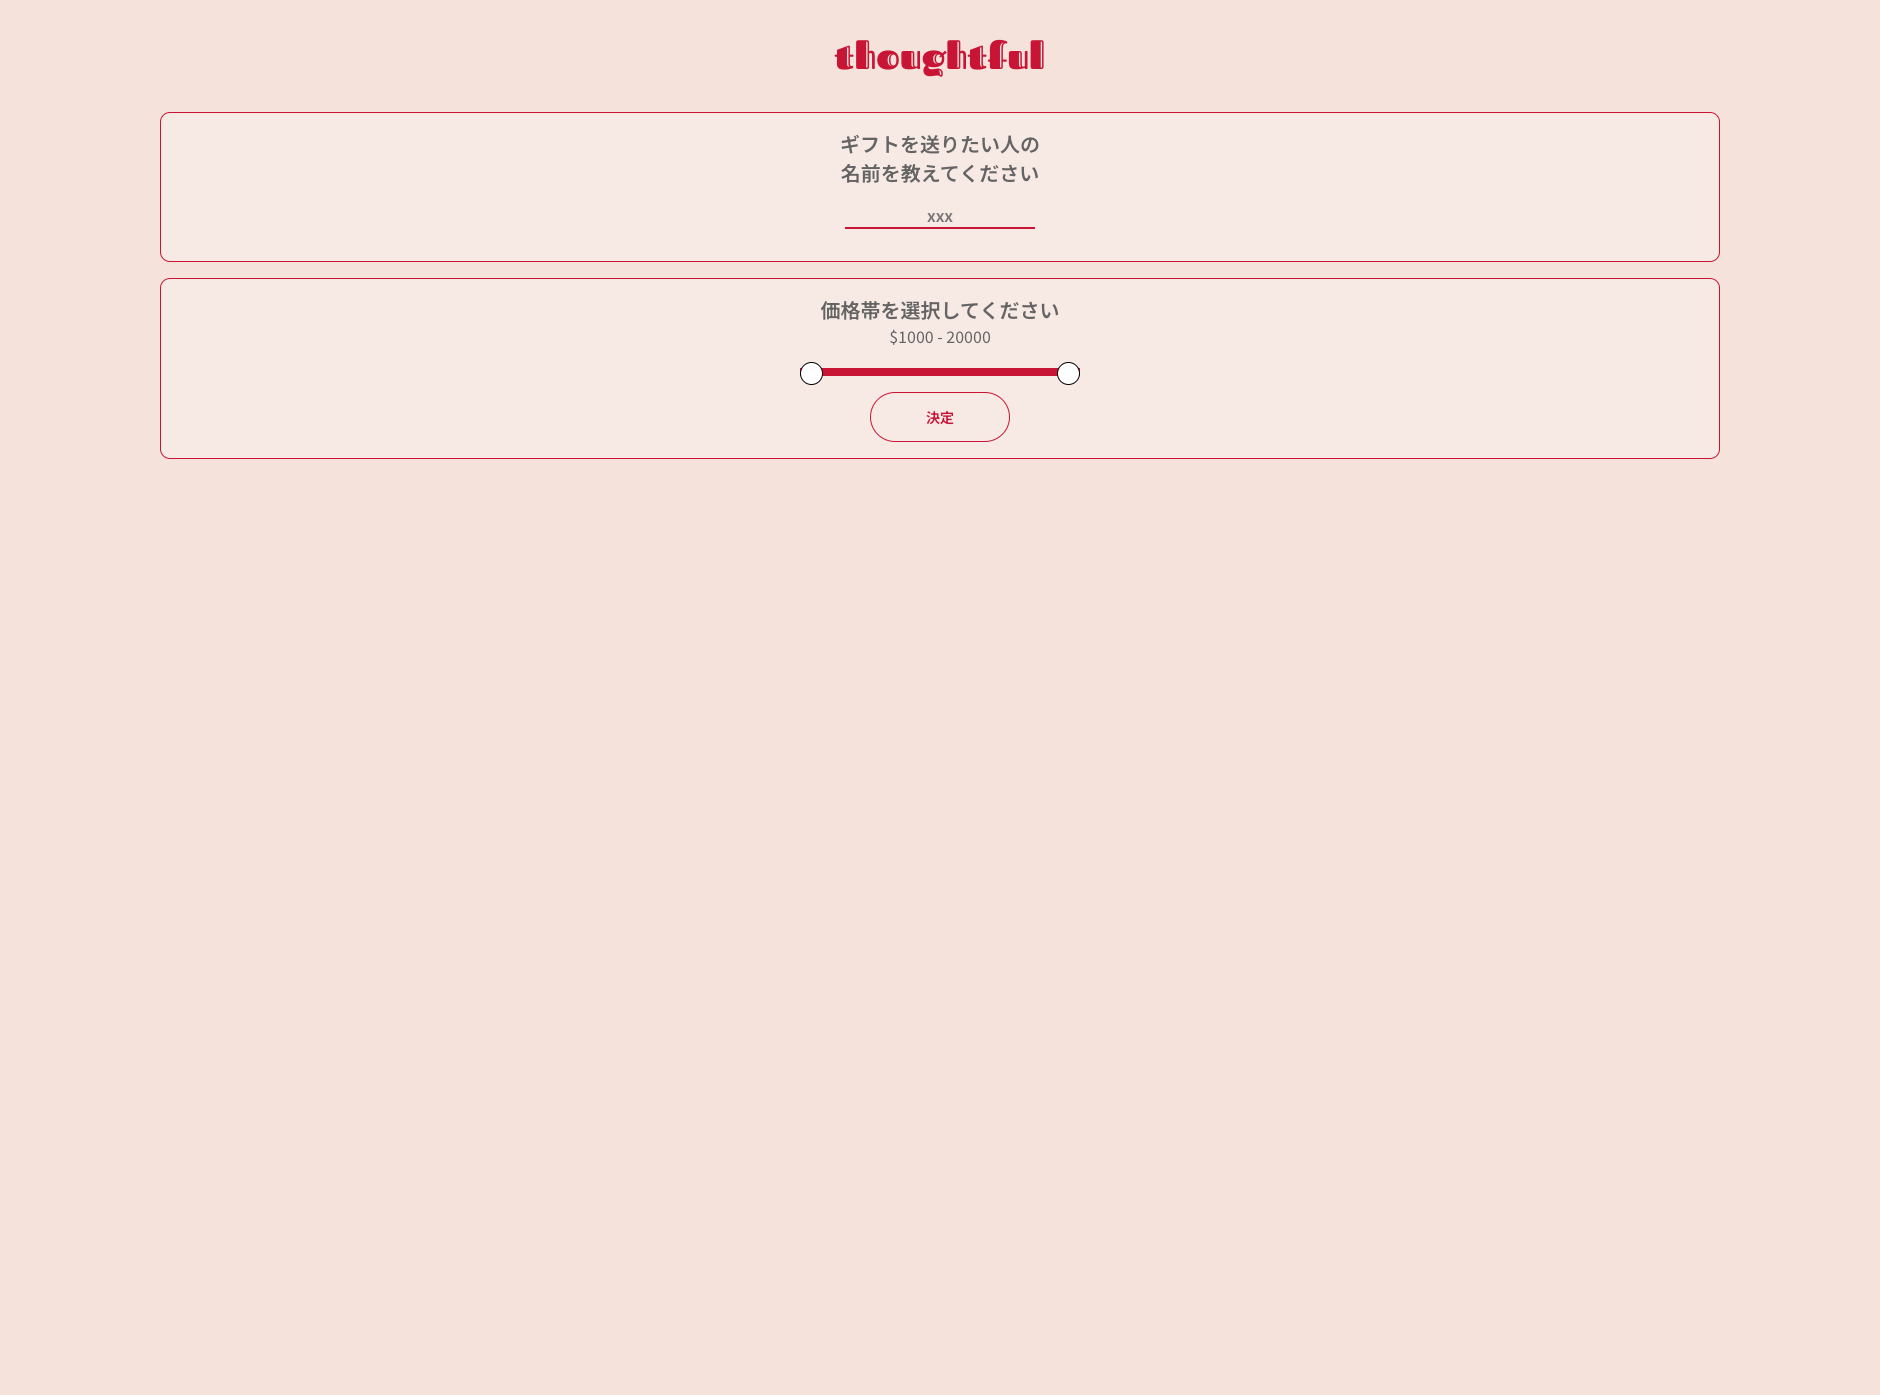 thoughtful
ギフトを送りたい人の
名前を教えてください
xxx
価格帯を選択してください
$1000 - 20000
決定